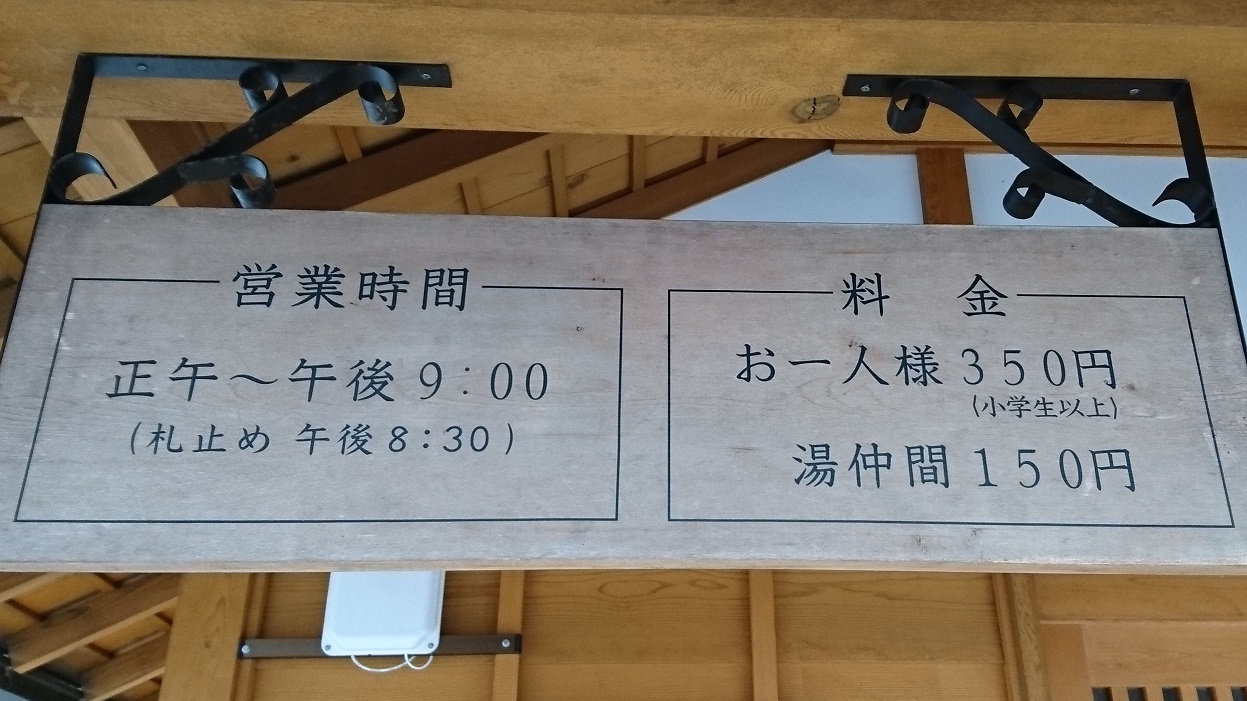 営業時間
正午～午後9:00
(札止め 午後8:30)
料　金
お一人様350円
(小学生以上)
湯仲間150円